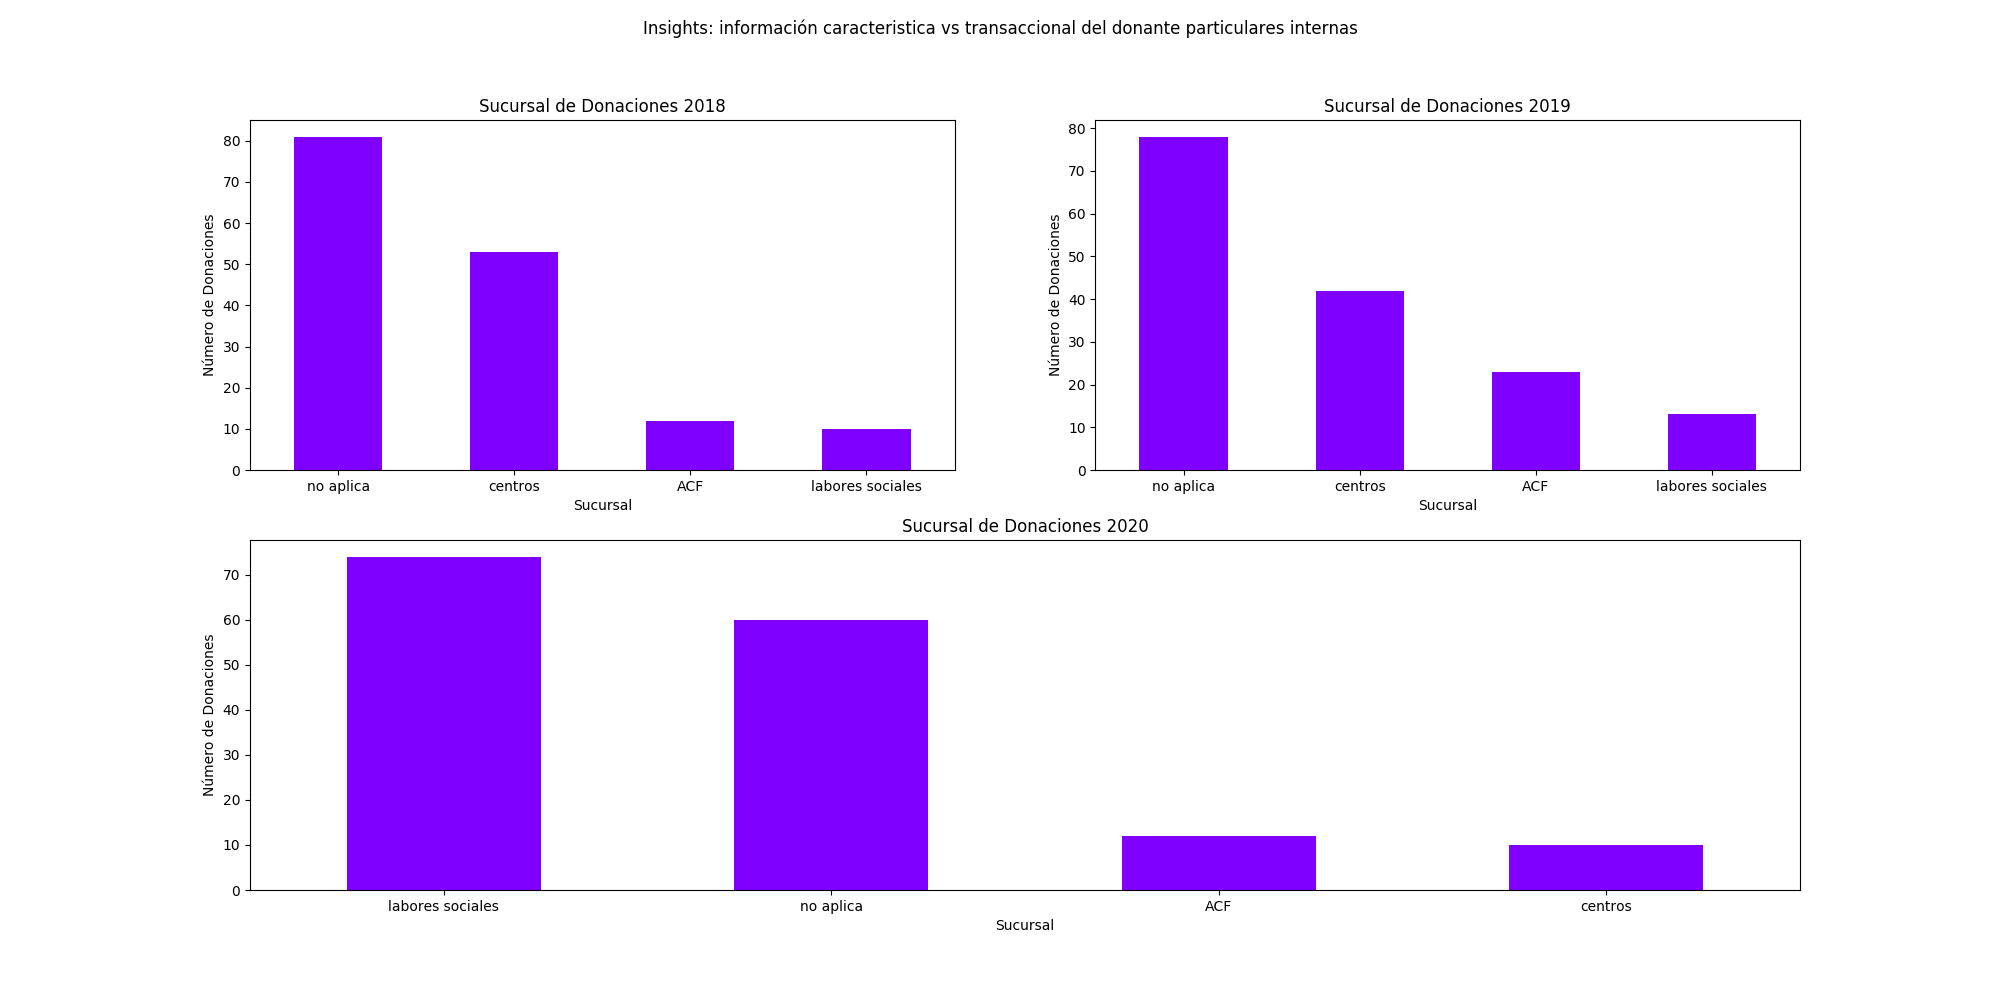 Insights: información caracteristica vs transaccional del donante particulares internas
Sucursal de Donaciones 2018
Número de Donaciones
80
70
60
50
40
30
20
10
0
no aplica centros ACF labores sociales
Sucursal
Sucursal de Donaciones 2019
Número de Donaciones
80
70
60
50
40
30
20
10
0
no aplica centros ACF labores sociales
Sucursal
Sucursal de Donaciones 2020
Número de Donaciones
70
60
50
40
30
20
10
0
labores sociales no aplica ACF centros
Sucursal